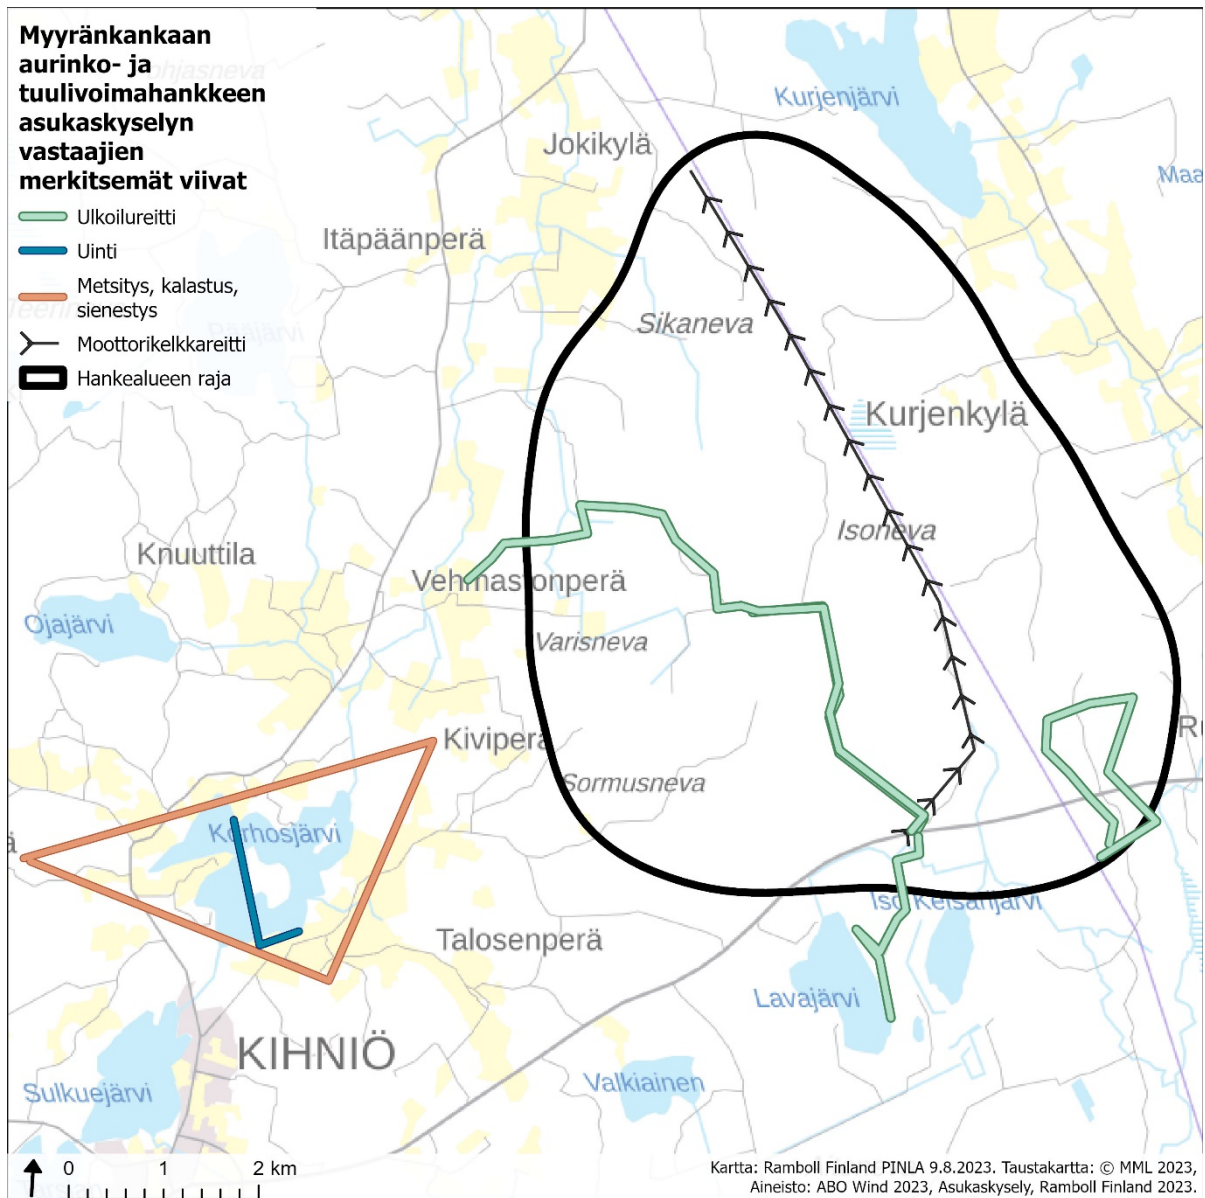 Myyränkankaan
aurinko- ja
tuulivoimahankkeen
asukaskyselyn
vastaajien
merkitsemät viivat
Ulkoilureitti
Uinti
Metsitys, kalastus,
sienestys
Moottorikelkkareitti
Hankealueen raja
Kurjenjärvi
Jokikylä
Maa
Itäpäänperä
Sikaneva
Pääjärvi
Kurjenkylä
Isoneva
Knuuttila
Vehmastonperä
Ojajärvi
Varisneva
Kiviperä
Sormusneva
Korhosjärvi
ä
Talosenperä
Lavajärvi
KIHNIÖ
Valkiainen
Sulkuejärvi
0 1 2 km
Kartta: Ramboll Finland PINLA 9.8.2023. Taustakartta: © MML 2023,
Aineisto: ABO Wind 2023, Asukaskysely, Ramboll Finland 2023.